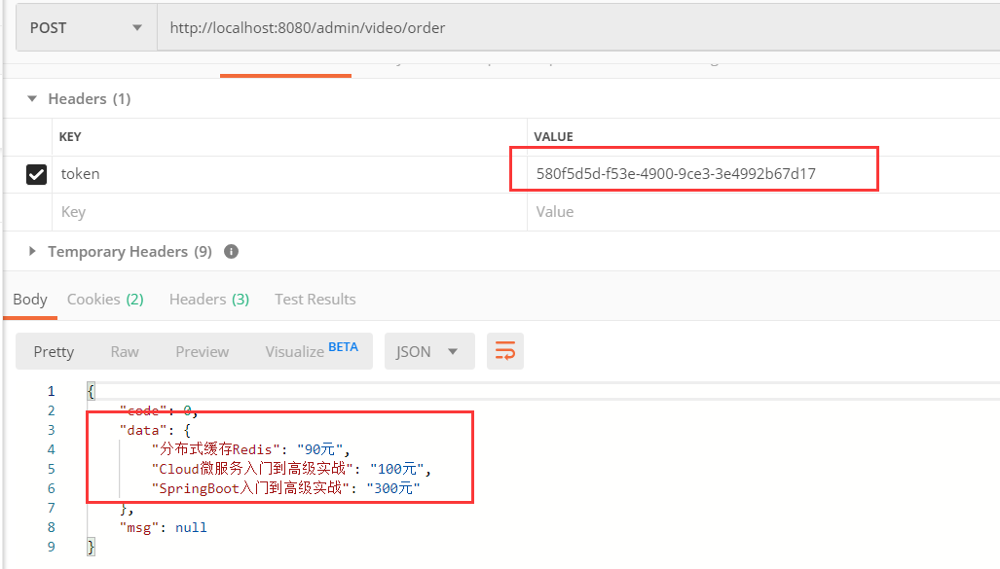 POST http://localhost:8080/admin/video/order
Headers (1)
KEY VALUE
token 580f5d5d-f53e-4900-9ce3-3e4992b67d17
Key Value
Temporary Headers (9)
Body Cookies (2) Headers (3) Test Results
Pretty Raw Preview Visualize BETA JSON
1 {
2 "code": 0,
3 "data": {
4 "分布式缓存Redis": "90元",
5 "Cloud微服务入门到高级实战": "100元",
6 "SpringBoot入门到高级实战": "300元"
7 },
8 "msg": null
9 }